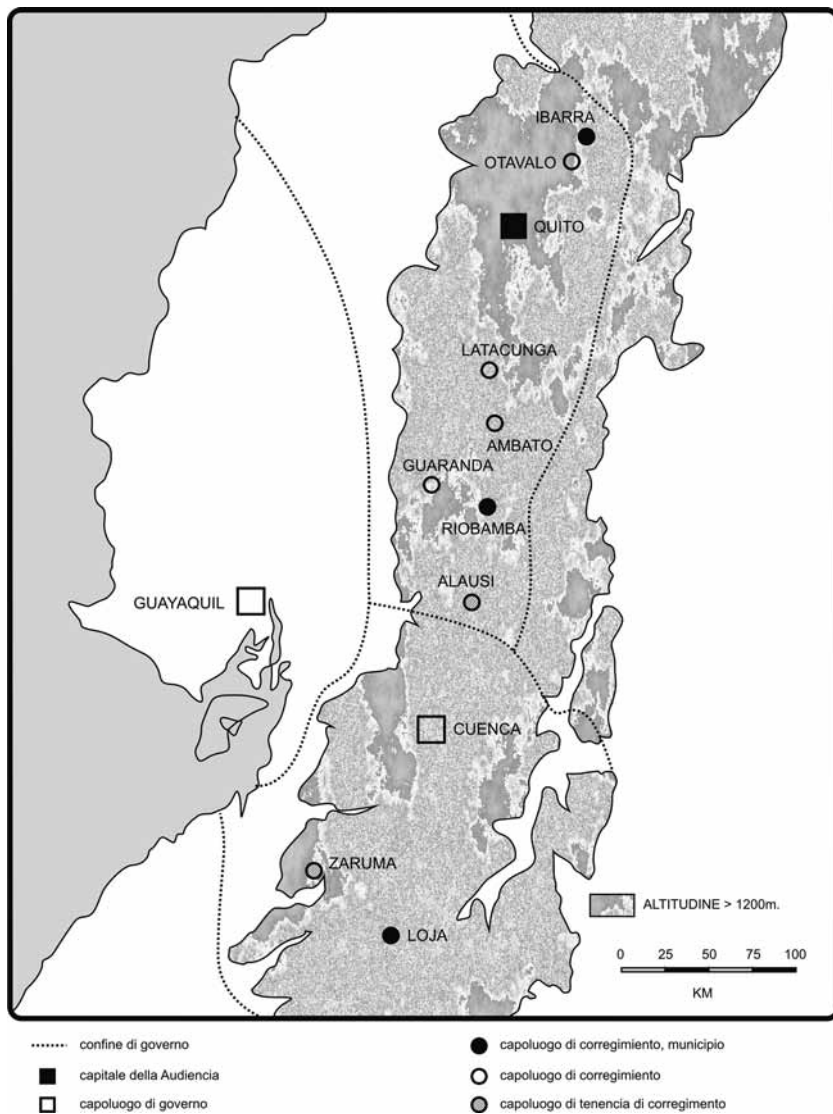 IBARRA
OTAVALO
QUITO
LATACUNGA
AMBATO
GUARANDA
RIOBAMBA
ALAUSI
GUAYAQUIL
CUENCA
ZARUMA
LOJA
ALTITUDINE > 1200m.
0 25 50 75 100
KM
confine di governo
capitale della Audiencia
capoluogo di governo
capoluogo di corregimiento, municipio
capoluogo di corregimiento
capoluogo di tenencia di corregimento